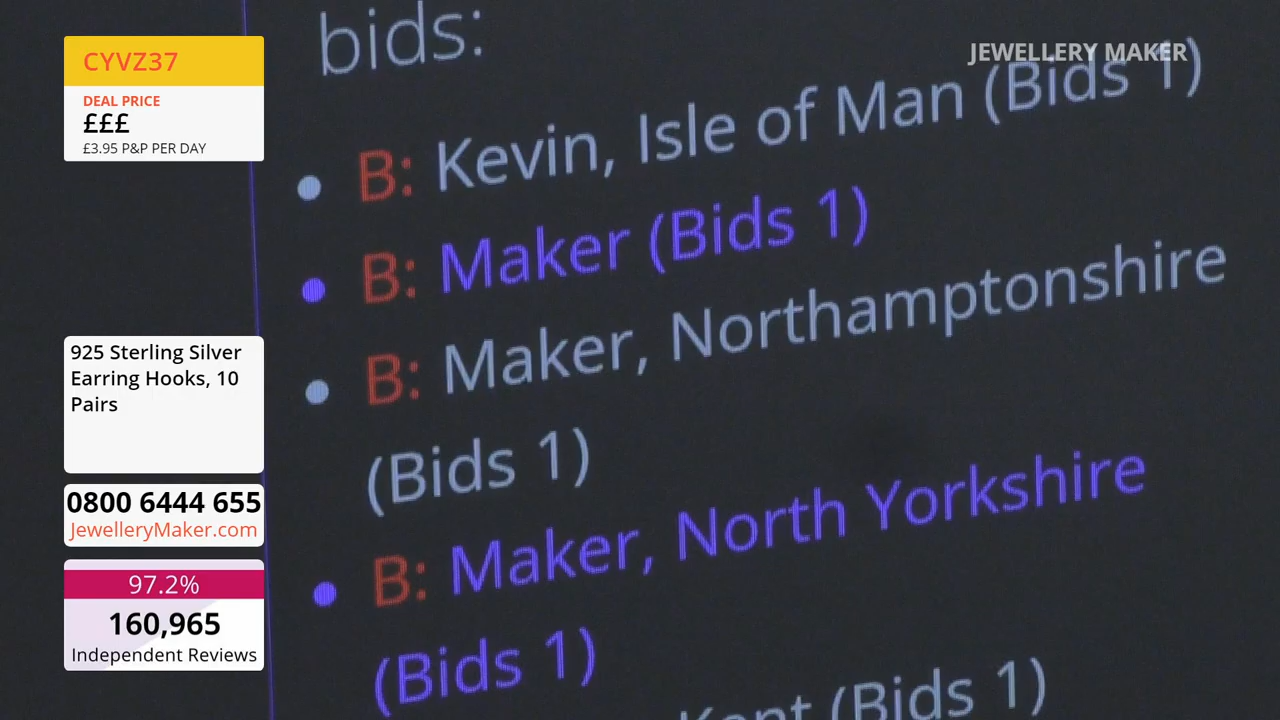 CYVZ37
DEAL PRICE
£££
£3.95 P&P PER DAY
925 Sterling Silver
Earring Hooks, 10
Pairs
0800 6444 655
JewelleryMaker.com
97.2%
160,965
Independent Reviews
JEWELLERY MAKER
bids:
B: Kevin, Isle of Man (Bids 1)
B: Maker (Bids 1)
B: Maker, Northamptonshire
(Bids 1)
B: Maker, North Yorkshire
(Bids 1)
Kent (Bids 1)